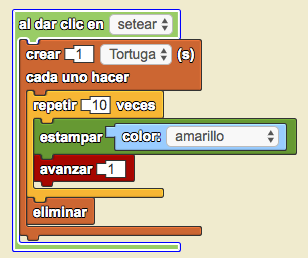 al dar clic en setear
crear 1 Tortuga (s)
cada uno hacer
repetir 10 veces
estampar color: amarillo
avanzar 1
eliminar